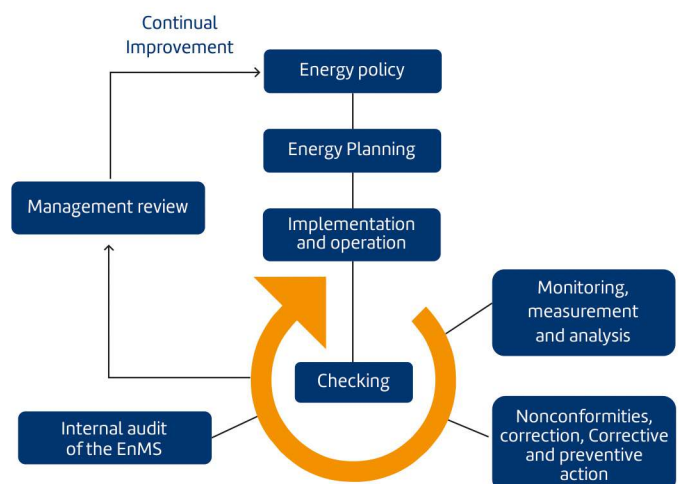 Continual
Improvement
Energy policy
Energy Planning
Management review
Implementation
and operation
Monitoring,
measurement
and analysis
Checking
Internal audit
of the EnMS
Nonconformities,
correction, Corrective
and preventive
action